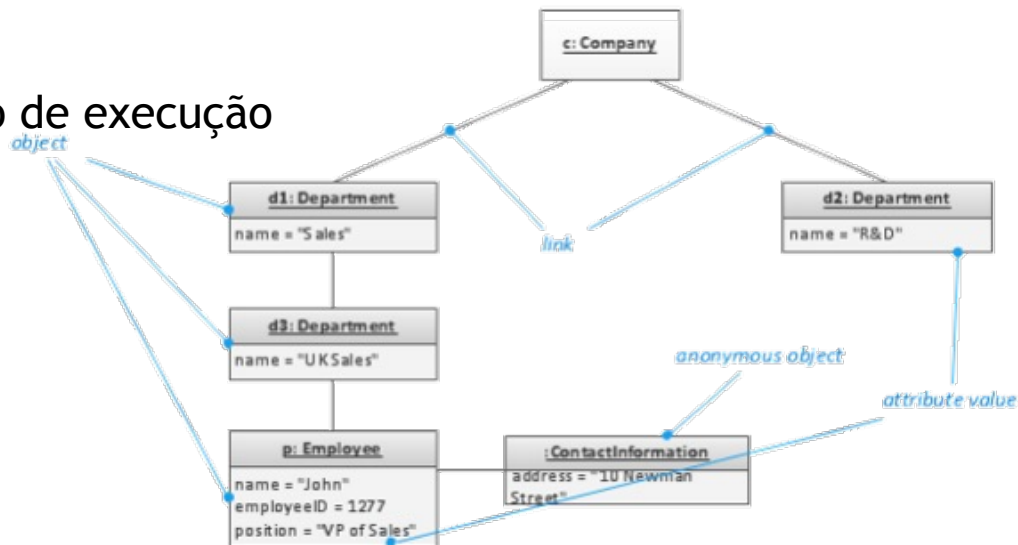 c: Company
o de execução
object
d1: Department
name = "Sales"
link
d2: Department
name = "R&D"
d3: Department
name = "UKSales"
anonymous object
attribute value
p: Employee
name = "John"
employeeID = 1277
position = "VP of Sales"
:ContactInformation
address = "10 Newman
Street"